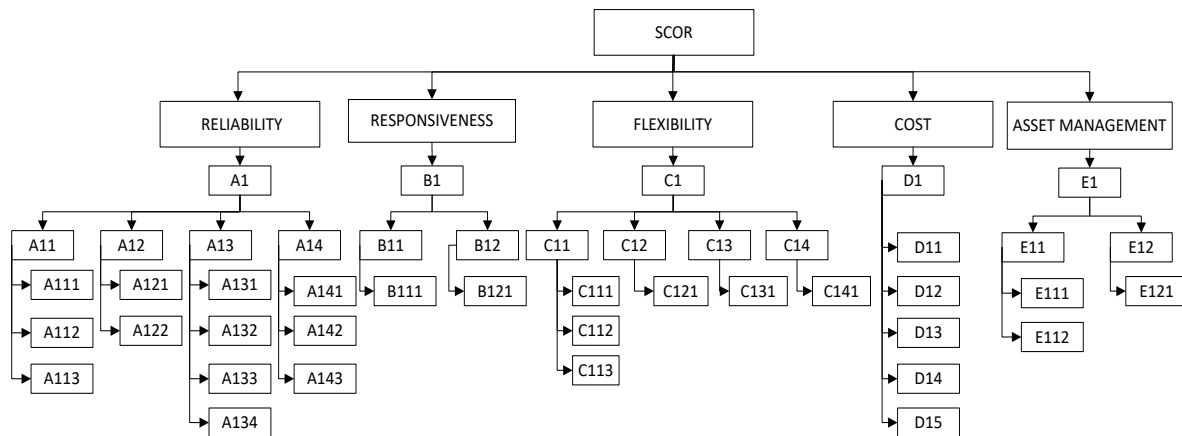 SCOR
RELIABILITY
RESPONSIVENESS
FLEXIBILITY
COST
ASSET MANAGEMENT
A1
B1
C1
D1
E1
A11
A12
A13
A14
B11
B12
C11
C12
C13
C14
D11
E11
E12
A111
A121
A131
A141
B111
B121
C111
C121
C131
C141
D12
E111
E121
A112
A122
A132
A142
C112
D13
E112
A113
A133
A143
C113
D14
A134
D15